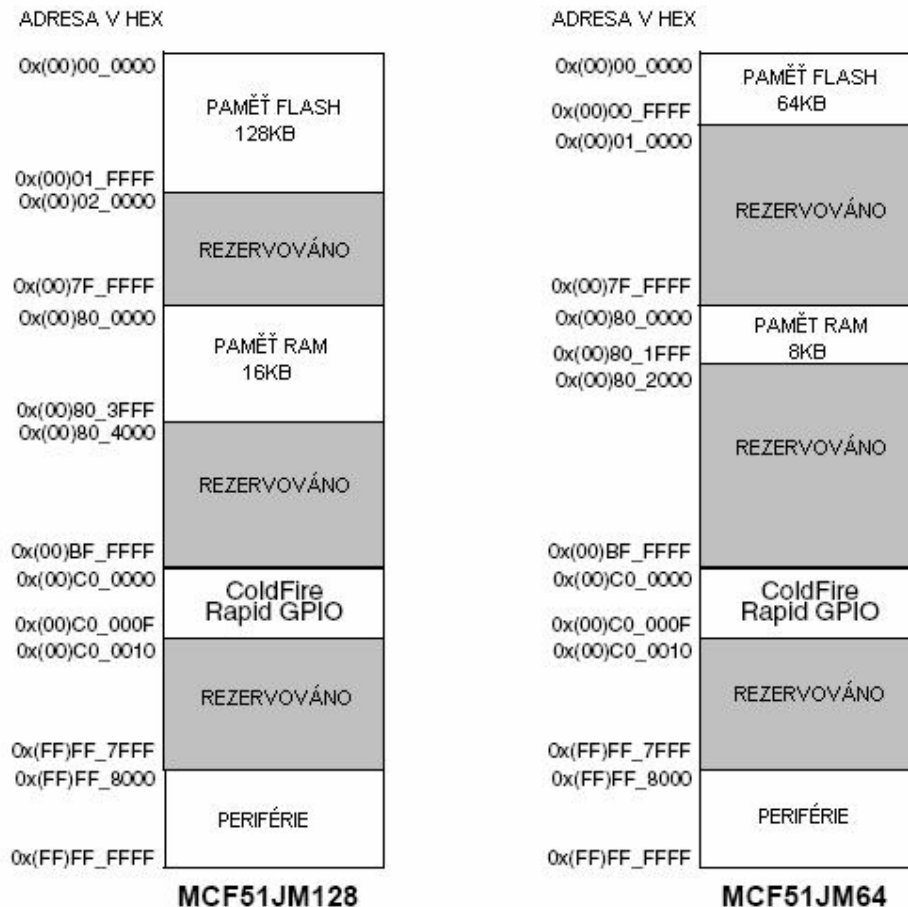 ADRESA V HEX
0x(00)00_0000
PAMĚŤ FLASH
128KB
0x(00)01_FFFF
0x(00)02_0000
REZERVOVÁNO
0x(00)7F_FFFF
0x(00)80_0000
PAMĚŤ RAM
16KB
0x(00)80_3FFF
0x(00)80_4000
REZERVOVÁNO
0x(00)BF_FFFF
0x(00)C0_0000
ColdFire
Rapid GPIO
0x(00)C0_000F
0x(00)C0_0010
REZERVOVÁNO
0x(FF)FF_7FFF
0x(FF)FF_8000
PERIFÉRIE
0x(FF)FF_FFFF
MCF51JM128
ADRESA V HEX
0x(00)00_0000
PAMĚŤ FLASH
64KB
0x(00)00_FFFF
0x(00)01_0000
REZERVOVÁNO
0x(00)7F_FFFF
0x(00)80_0000
PAMĚŤ RAM
8KB
0x(00)80_1FFF
0x(00)80_2000
REZERVOVÁNO
0x(00)BF_FFFF
0x(00)C0_0000
ColdFire
Rapid GPIO
0x(00)C0_000F
0x(00)C0_0010
REZERVOVÁNO
0x(FF)FF_7FFF
0x(FF)FF_8000
PERIFÉRIE
0x(FF)FF_FFFF
MCF51JM64